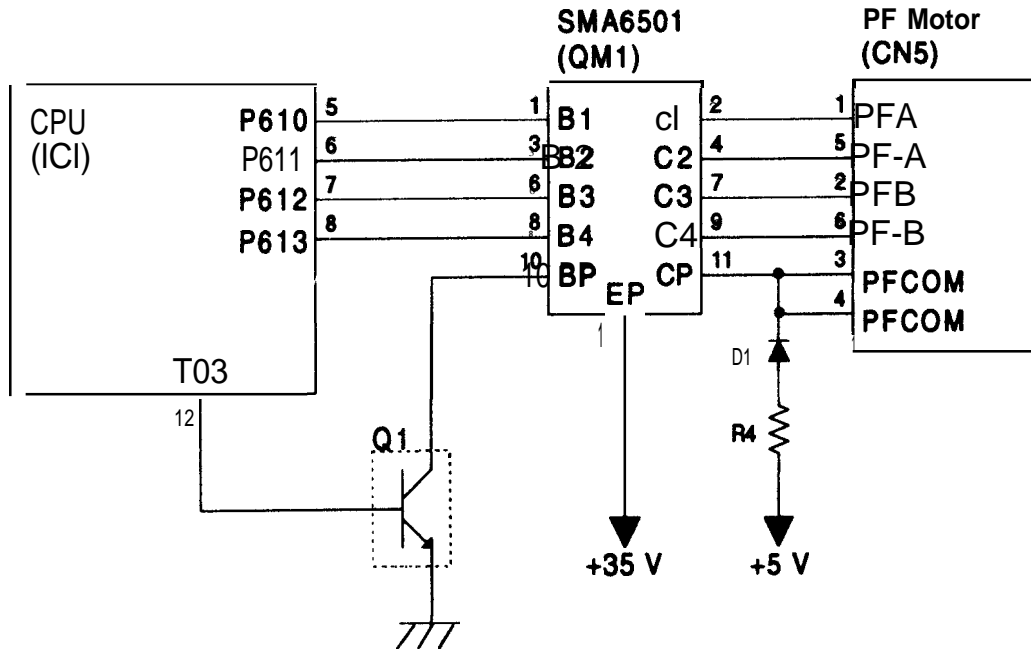 SMA6501
(QM1)
PF Motor
(CN5)
CPU
(ICI)
P610 5 1 B1 cl 2 1 PFA
P611 6 3 B2 C2 4 5 PF-A
P612 7 6 B3 C3 7 2 PFB
P613 8 8 B4 C4 9 6 PF-B
10 BP CP 11 3 PFCOM
EP 4 PFCOM
1
T03
12
D1
Q1
R4
+35 V
+5 V